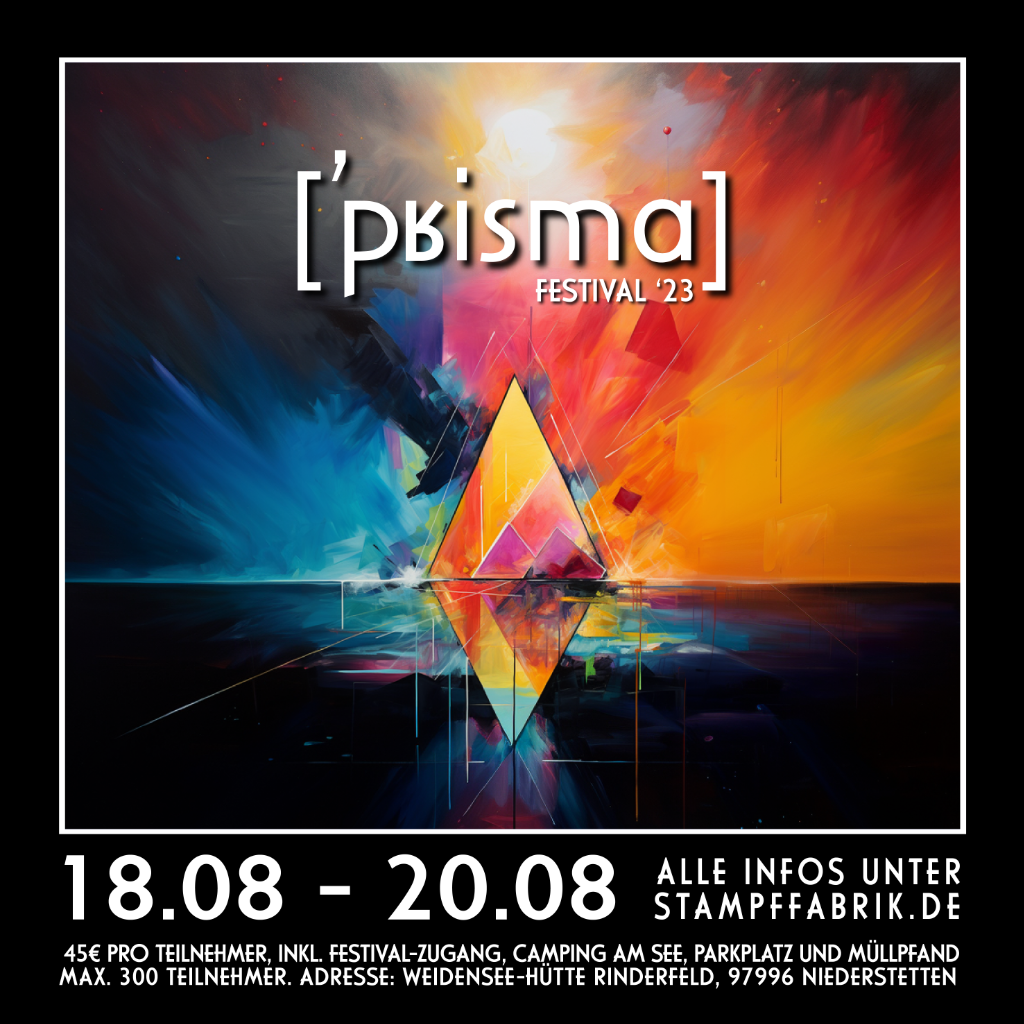 ['pʀisma]
FESTIVAL '23
18.08 - 20.08
ALLE INFOS UNTER
STAMPFFABRIK.DE
45€ PRO TEILNEHMER, INKL. FESTIVAL-ZUGANG, CAMPING AM SEE, PARKPLATZ UND MÜLLPFAND
MAX. 300 TEILNEHMER. ADRESSE: WEIDENSEE-HÜTTE RINDERFELD, 97996 NIEDERSTETTEN